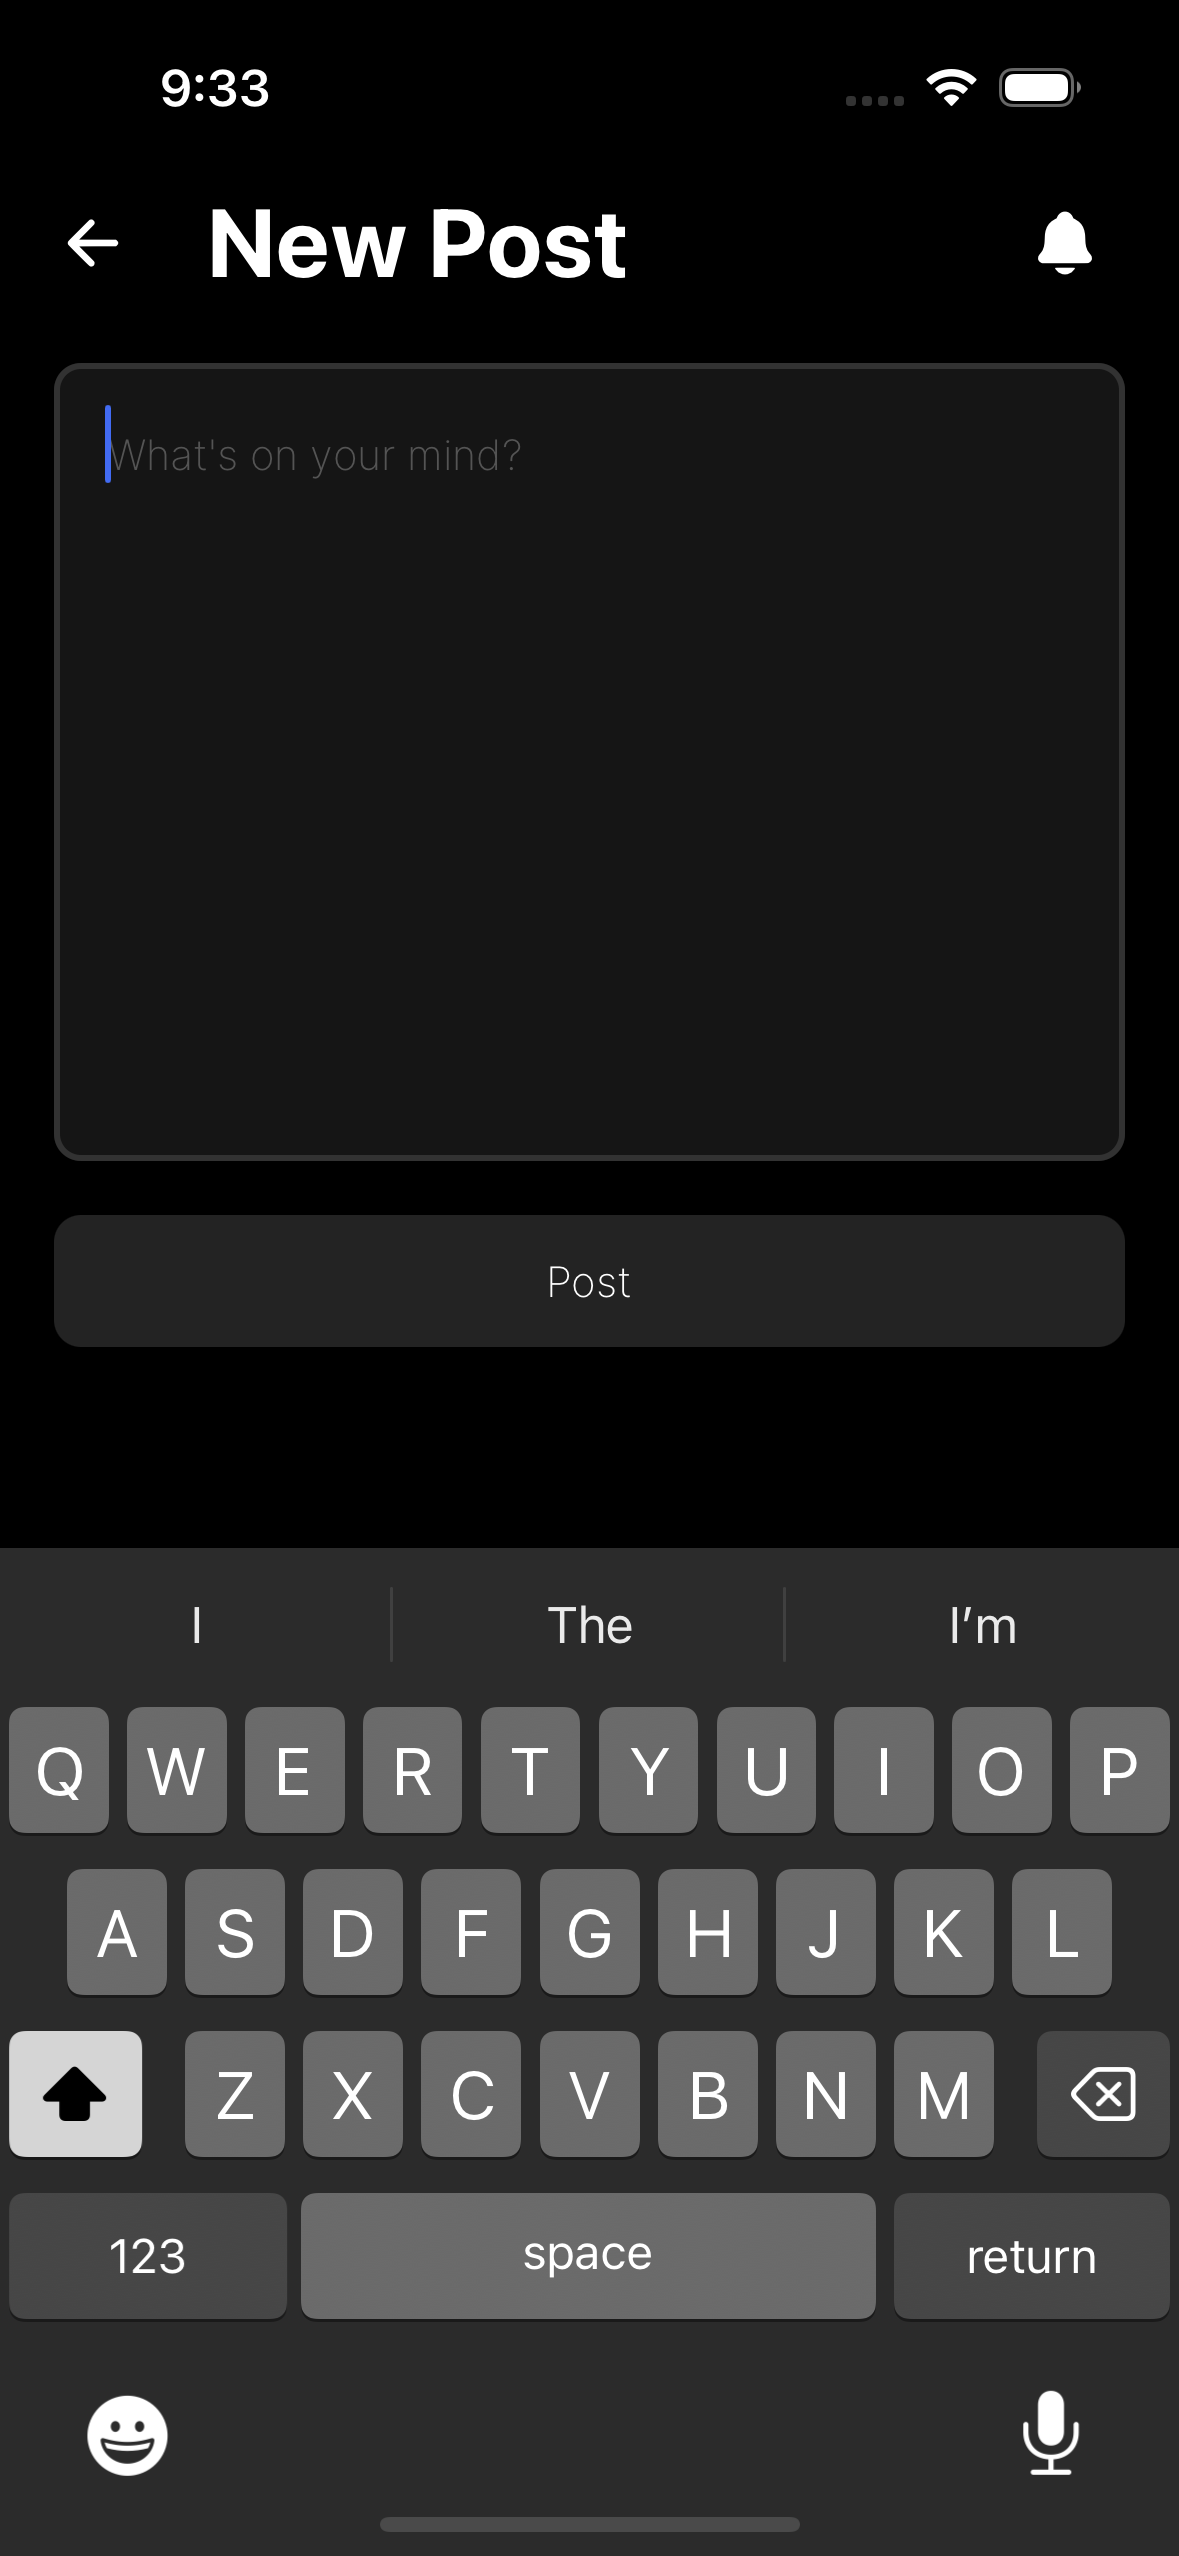 9:33
New Post
What's on your mind?
Post
I The I’m
Q W E R T Y U I O P
A S D F G H J K L
Z X C V B N M
123 space return